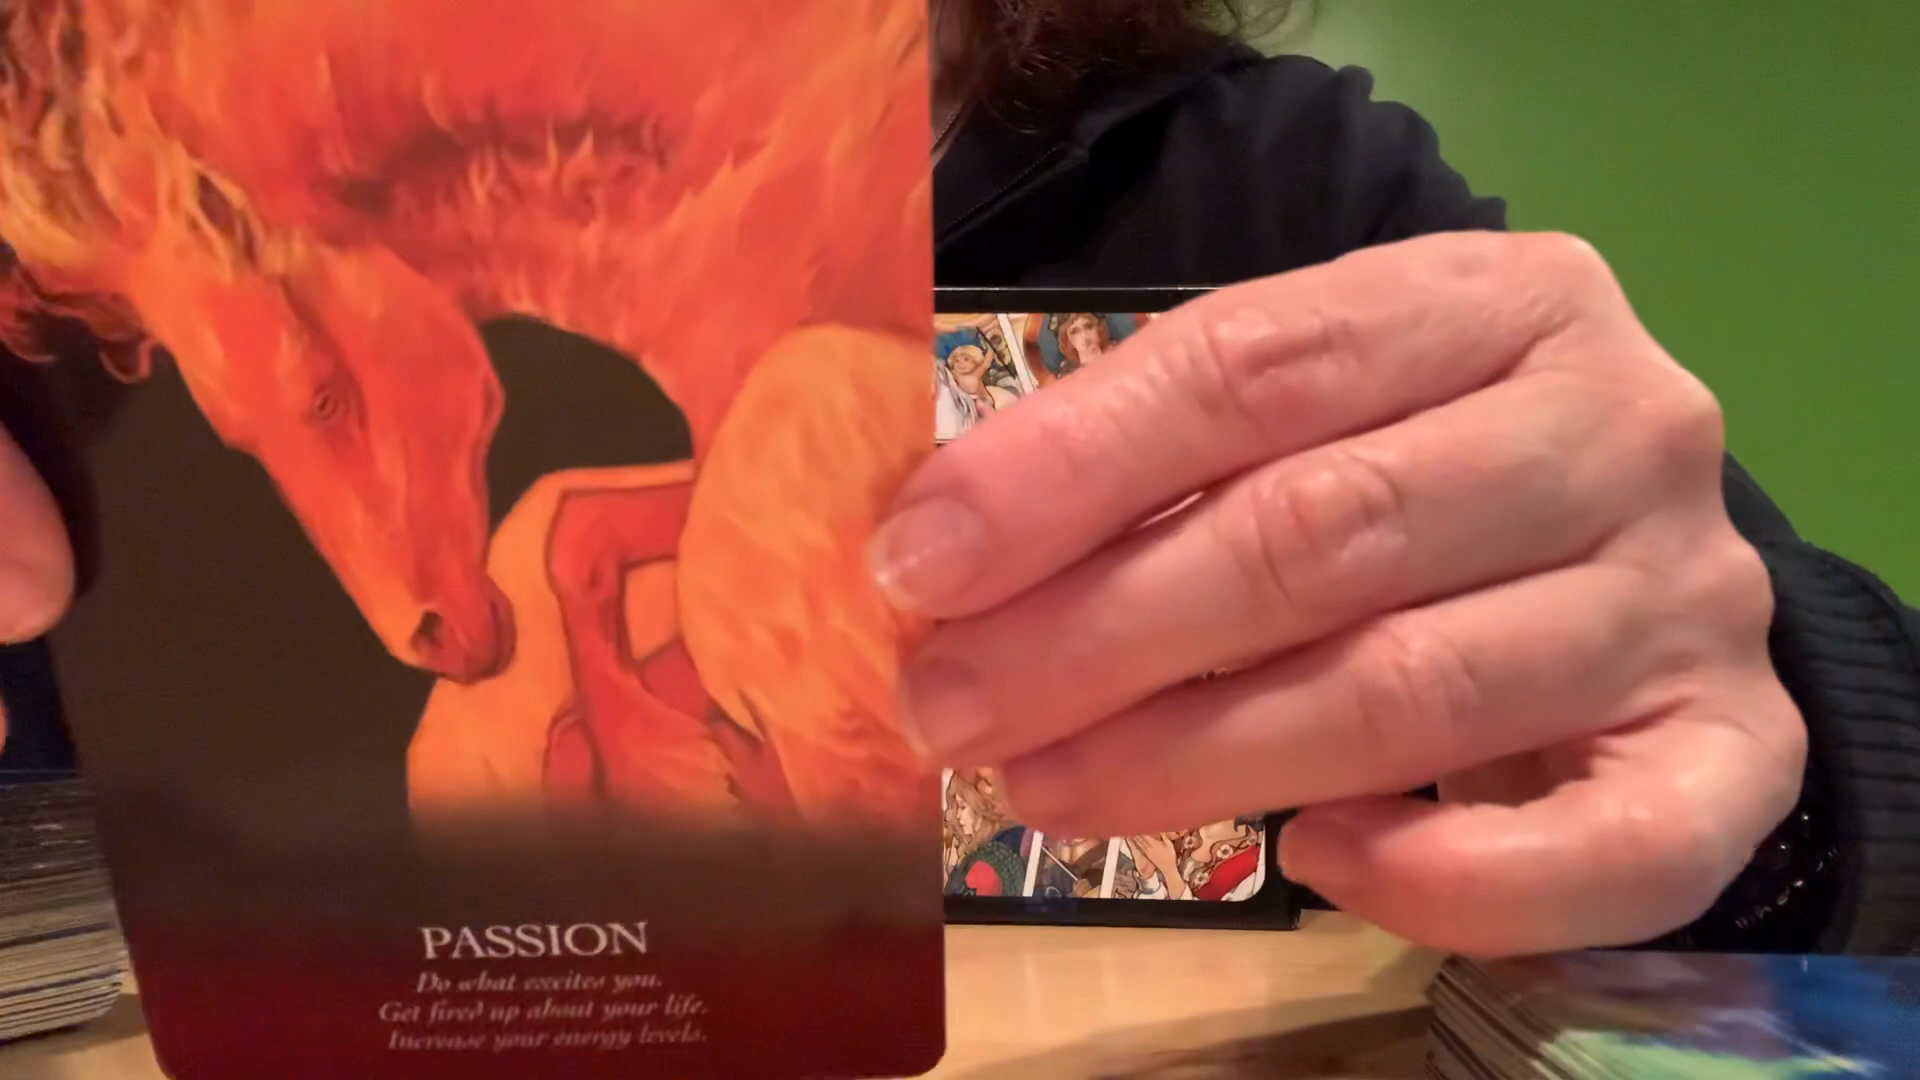 PASSION
Do what excites you.
Get fired up about your life.
Increase your energy levels.